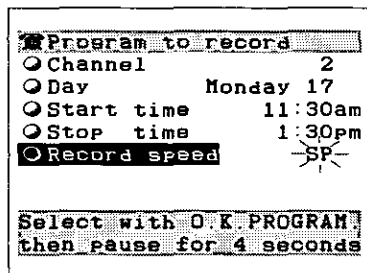 Program to record
Channel 2
Day Monday 17
Start time 11:30am
Stop time 1:30pm
Record speed SP
Select with O.K.PROGRAM.
then pause for 4 seconds